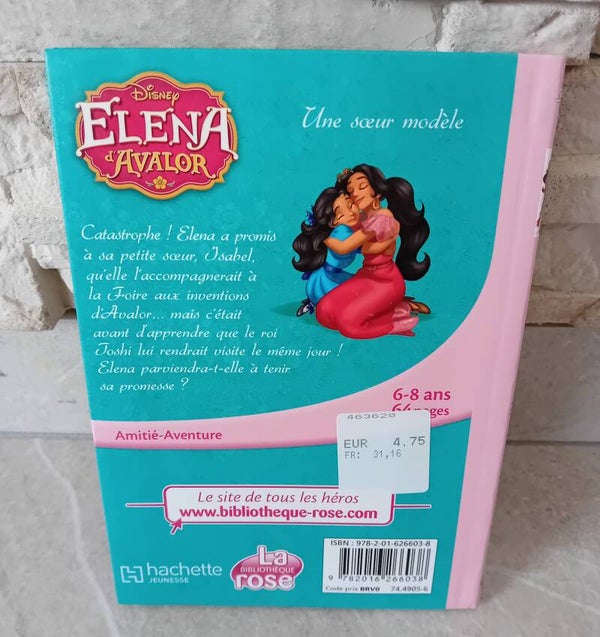 Disney
ELENA
d'AVALOR
Une sœur modèle
Catastrophe ! Elena a promis
à sa petite sœur, Isabel,
qu'elle l'accompagnerait à
la Foire aux inventions
d'Avalor... mais c'était
avant d'apprendre que le roi
Toshi lui rendrait visite le même jour !
Elena parviendra-t-elle à tenir
sa promesse ?
6-8 ans
64 pages
463620
EUR 4.75
FR: 31,16
Amitié-Aventure
Le site de tous les héros
www.bibliotheque-rose.com
hachette
JEUNESSE
La
BIBLIOTHÈQUE
rose
ISBN : 978-2-01-626603-8
9 782016 266038
Code prix BRV0 74.4905-6